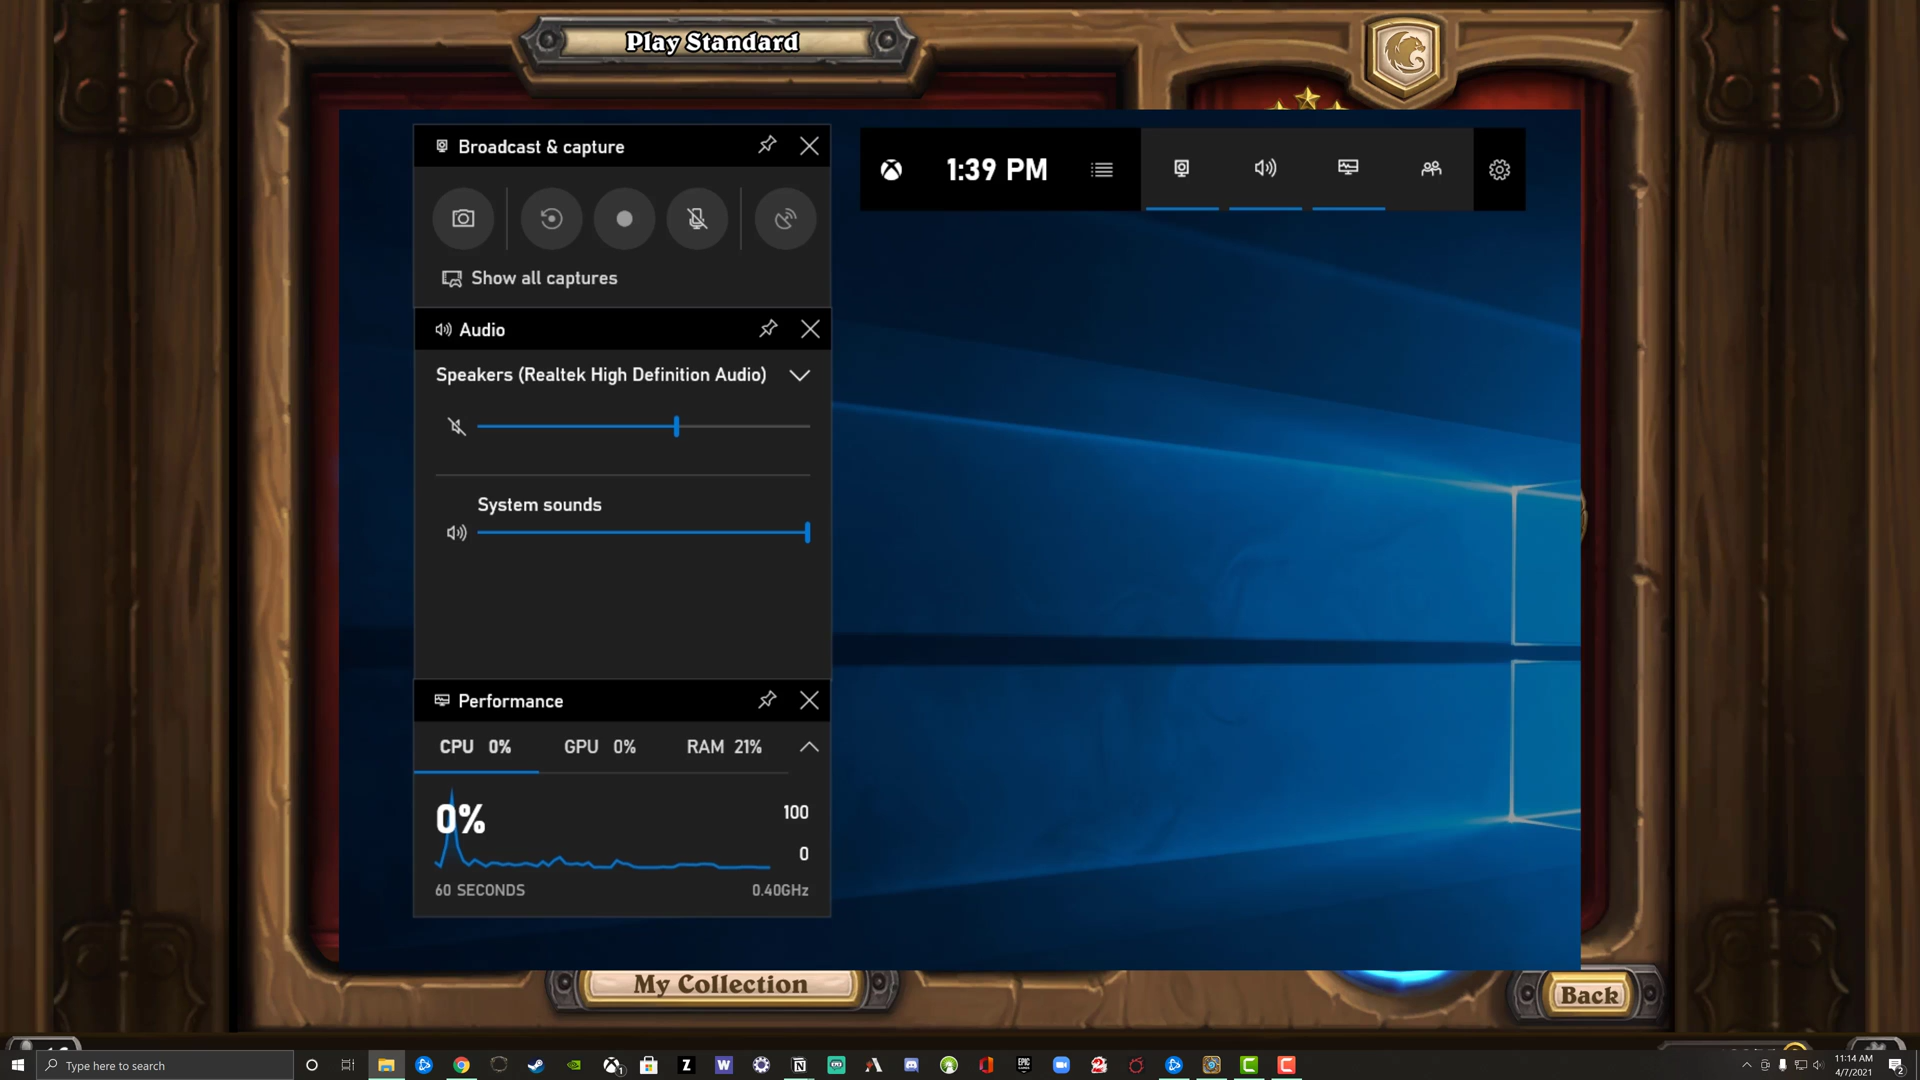 Play Standard
Broadcast & capture
1:39 PM
Show all captures
Audio
Speakers (Realtek High Definition Audio)
System sounds
Performance
CPU 0% GPU 0% RAM 21%
0%
100
0
60 SECONDS
0.40GHz
My Collection
Back
Type here to search
11:14 AM
4/7/2021